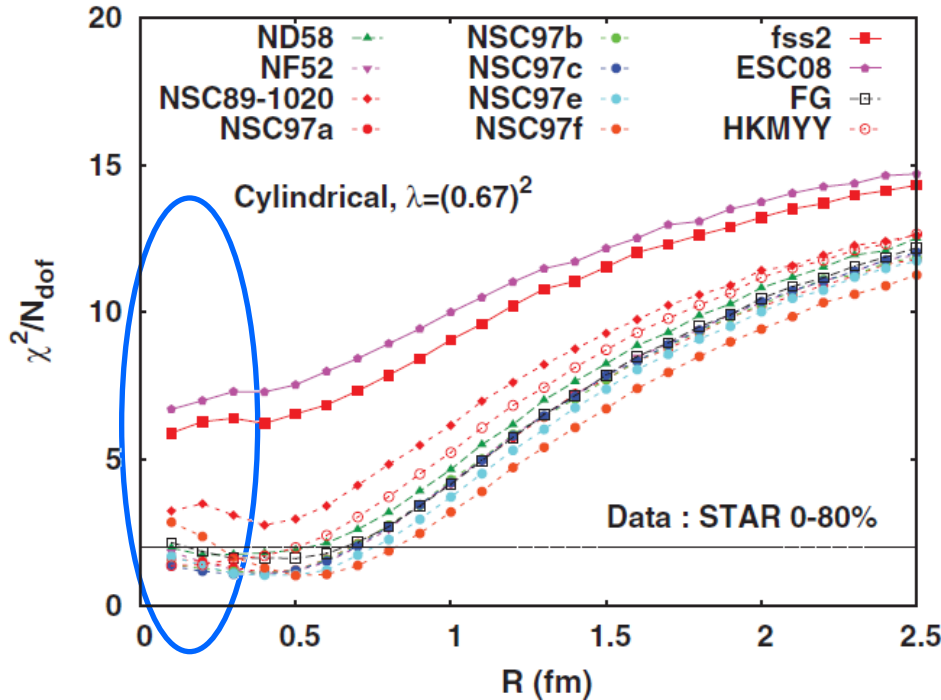 20
15
10
5
0
χ²/N_dof
ND58
NF52
NSC89-1020
NSC97a
NSC97b
NSC97c
NSC97e
NSC97f
fss2
ESC08
FG
HKMYY
Cylindrical, λ=(0.67)²
Data : STAR 0-80%
0 0.5 1 1.5 2 2.5
R (fm)